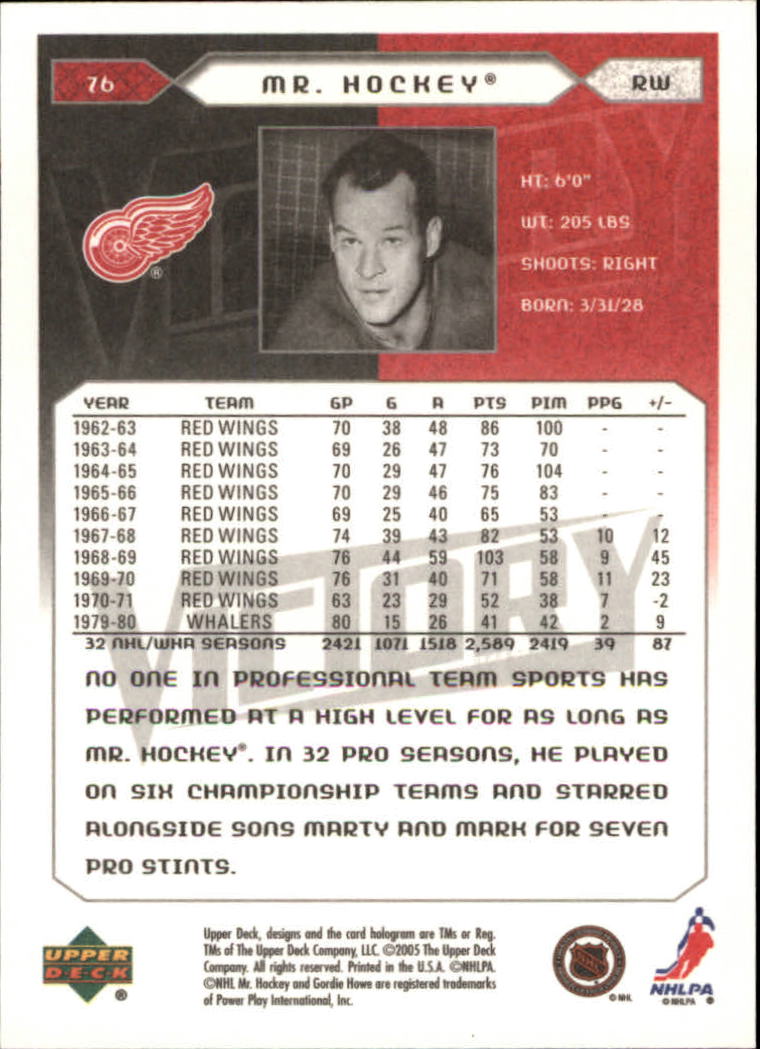 76 MR. HOCKEY® RW
HT: 6'0"
WT: 205 LBS
SHOOTS: RIGHT
BORN: 3/31/28
®
YEAR TEAM GP G A PTS PIM PPG +/-
1962-63 RED WINGS 70 38 48 86 100 - -
1963-64 RED WINGS 69 26 47 73 70 - -
1964-65 RED WINGS 70 29 47 76 104 - -
1965-66 RED WINGS 70 29 46 75 83 - -
1966-67 RED WINGS 69 25 40 65 53 - -
1967-68 RED WINGS 74 39 43 82 53 10 12
1968-69 RED WINGS 76 44 59 103 58 9 45
1969-70 RED WINGS 76 31 40 71 58 11 23
1970-71 RED WINGS 63 23 29 52 38 7 -2
1979-80 WHALERS 80 15 26 41 42 2 9
32 NHL/WHA SEASONS 2421 1071 1518 2,589 2419 39 87
VICTORY
NO ONE IN PROFESSIONAL TEAM SPORTS HAS
PERFORMED AT A HIGH LEVEL FOR AS LONG AS
MR. HOCKEY®. IN 32 PRO SEASONS, HE PLAYED
ON SIX CHAMPIONSHIP TEAMS AND STARRED
ALONGSIDE SONS MARTY AND MARK FOR SEVEN
PRO STINTS.
UPPER
DECK
®
Upper Deck, designs and the card hologram are TMs or Reg.
TMs of The Upper Deck Company, LLC. ©2005 The Upper Deck
Company. All rights reserved. Printed in the U.S.A. ©NHLPA.
©NHL Mr. Hockey and Gordie Howe are registered trademarks
of Power Play International, Inc.
NHL
© NHL
NHLPA
© NHLPA ®